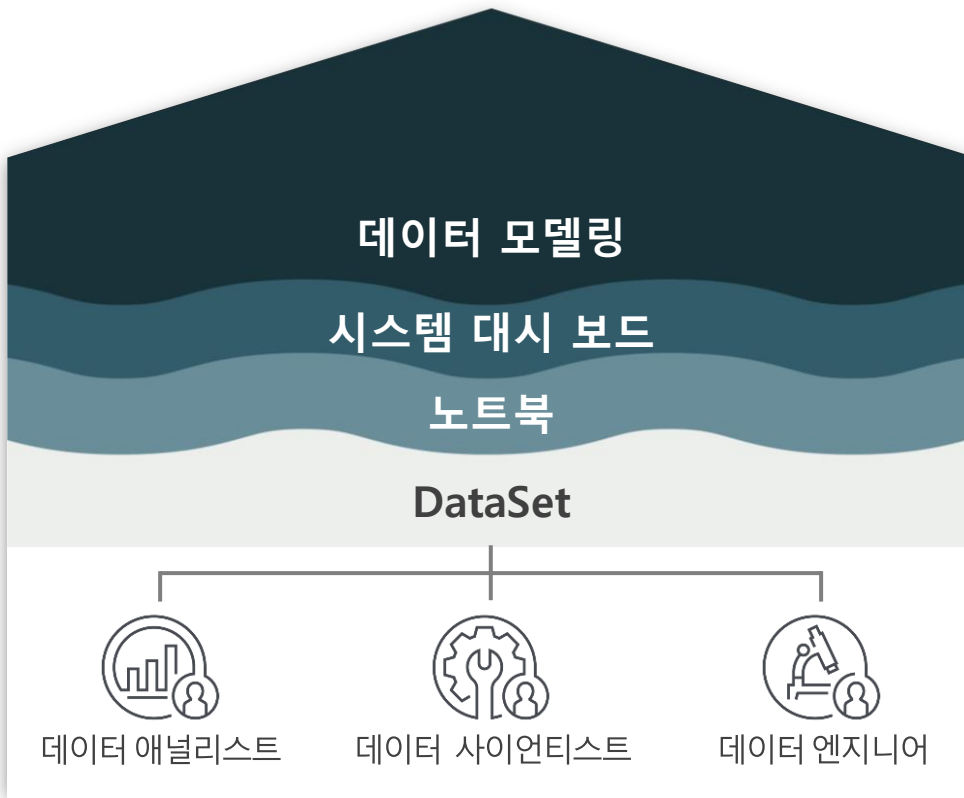 데이터 모델링
시스템 대시 보드
노트북
DataSet
데이터 애널리스트
데이터 사이언티스트
데이터 엔지니어